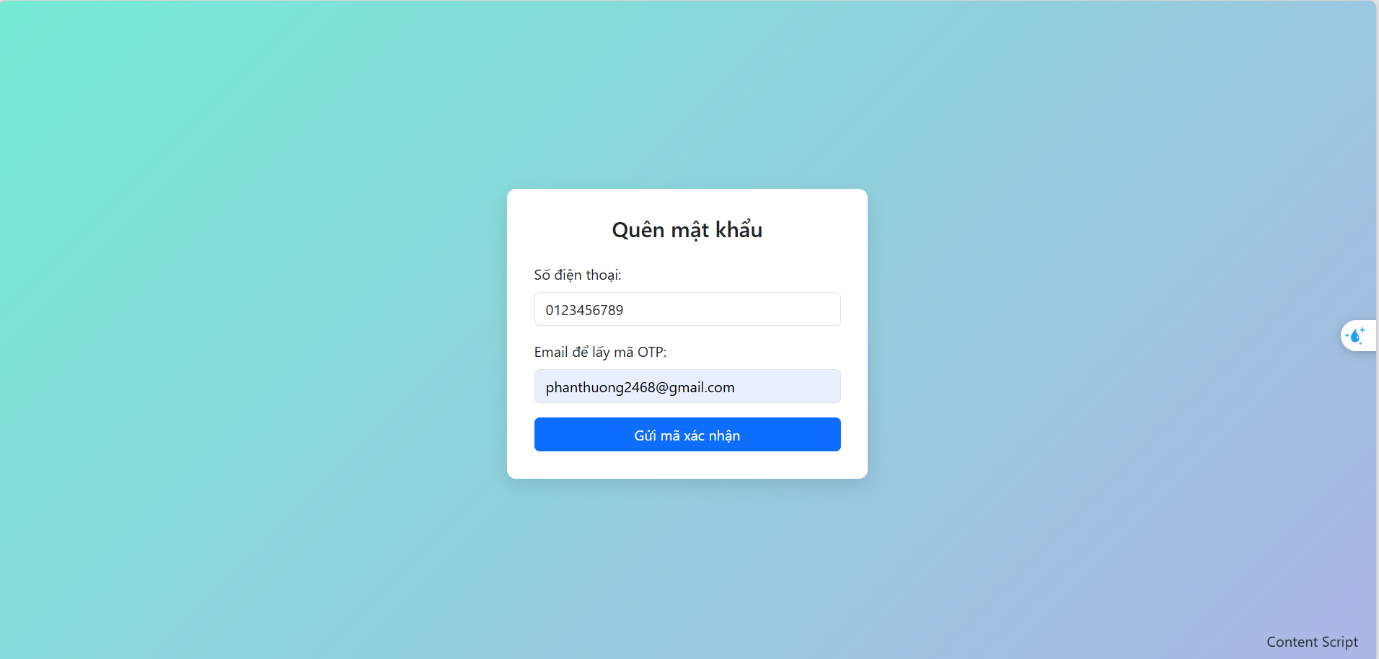 Quên mật khẩu
Số điện thoại:
0123456789
Email để lấy mã OTP:
phanthuong2468@gmail.com
Gửi mã xác nhận
Content Script